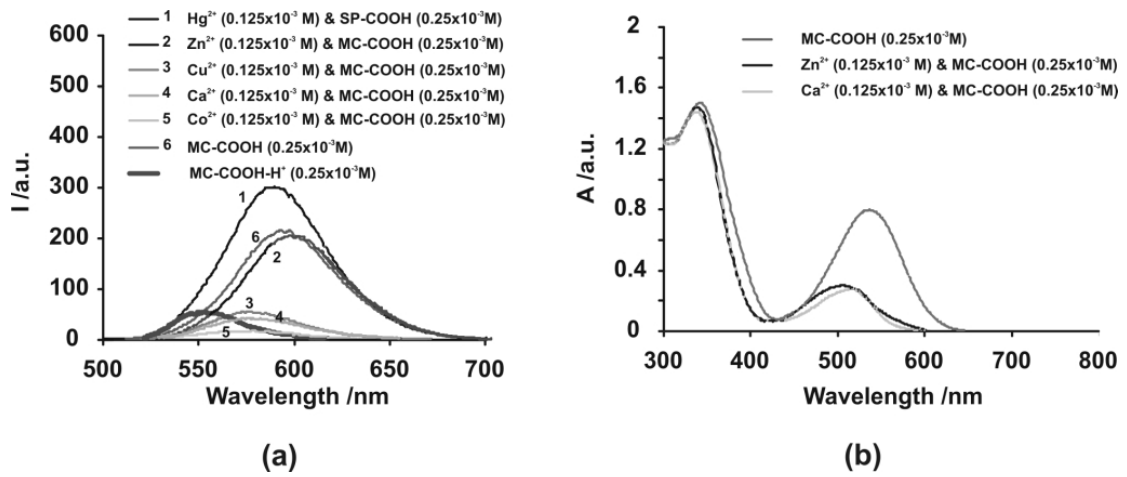 600
500
400
300
200
100
0
500
550
600
650
700
I /a.u.
Wavelength /nm
1 Hg²⁺ (0.125x10⁻³ M) & SP-COOH (0.25x10⁻³M)
2 Zn²⁺ (0.125x10⁻³ M) & MC-COOH (0.25x10⁻³M)
3 Cu²⁺ (0.125x10⁻³ M) & MC-COOH (0.25x10⁻³M)
4 Ca²⁺ (0.125x10⁻³ M) & MC-COOH (0.25x10⁻³M)
5 Co²⁺ (0.125x10⁻³ M) & MC-COOH (0.25x10⁻³M)
6 MC-COOH (0.25x10⁻³M)
MC-COOH-H⁺ (0.25x10⁻³M)
1
6
2
3
4
5
(a)
2
1.6
1.2
0.8
0.4
0
300
400
500
600
700
800
A /a.u.
Wavelength /nm
MC-COOH (0.25x10⁻³M)
Zn²⁺ (0.125x10⁻³ M) & MC-COOH (0.25x10⁻³M)
Ca²⁺ (0.125x10⁻³ M) & MC-COOH (0.25x10⁻³M)
(b)